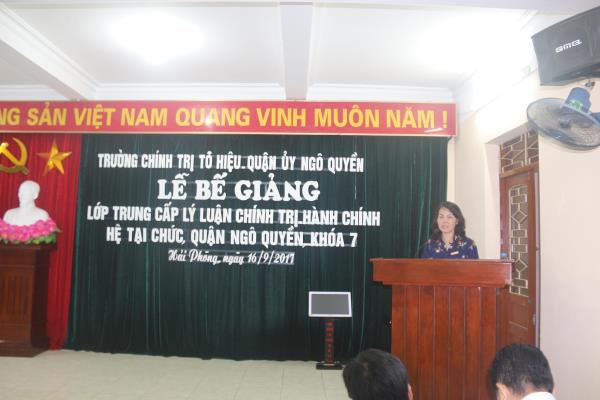 NG SẢN VIỆT NAM QUANG VINH MUÔN NĂM !
BMB
TRƯỜNG CHÍNH TRỊ TÔ HIỆU QUẬN ỦY NGÔ QUYỀN
LỄ BẾ GIẢNG
LỚP TRUNG CẤP LÝ LUẬN CHÍNH TRỊ HÀNH CHÍNH
HỆ TẠI CHỨC, QUẬN NGÔ QUYỀN, KHÓA 7
Hải Phòng, ngày 16/9/2017